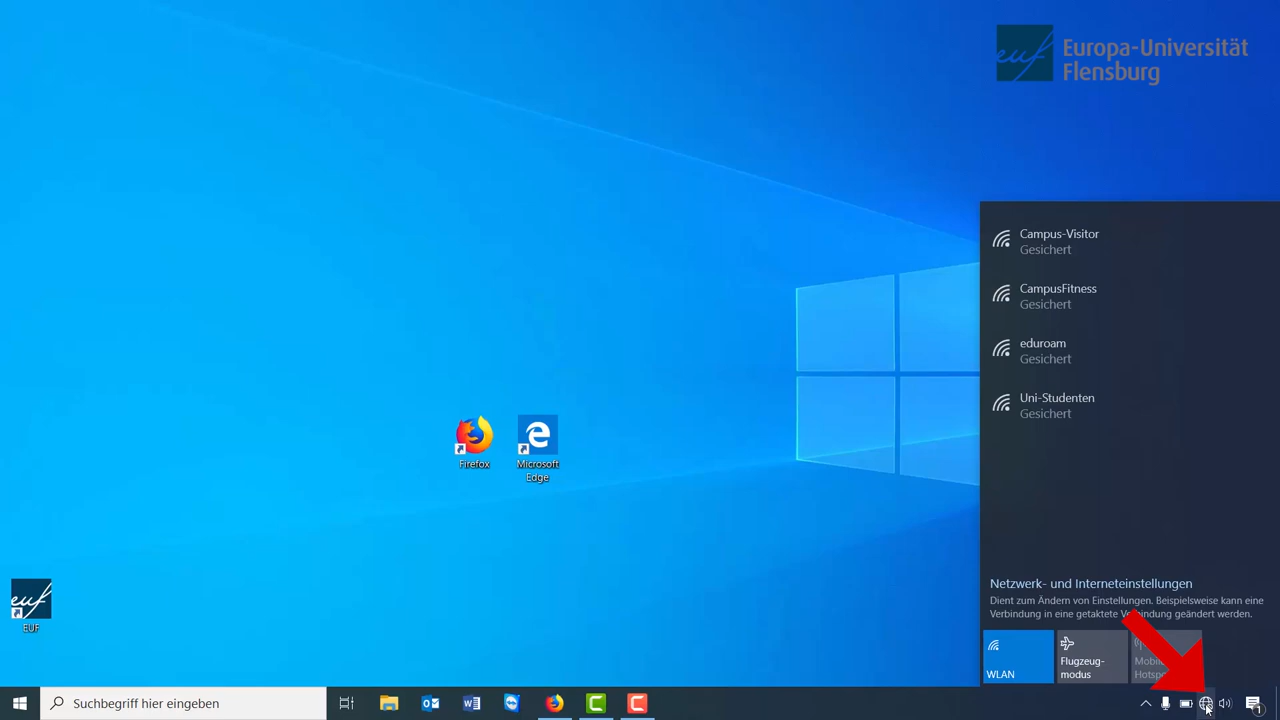 euf
Europa-Universität
Flensburg
Campus-Visitor
Gesichert
CampusFitness
Gesichert
eduroam
Gesichert
Uni-Studenten
Gesichert
Firefox
Microsoft
Edge
euf
EUF
Netzwerk- und Interneteinstellungen
Dient zum Ändern von Einstellungen. Beispielsweise kann eine
Verbindung in eine getaktete Verbindung geändert werden.
WLAN
Flugzeug-
modus
Suchbegriff hier eingeben
1